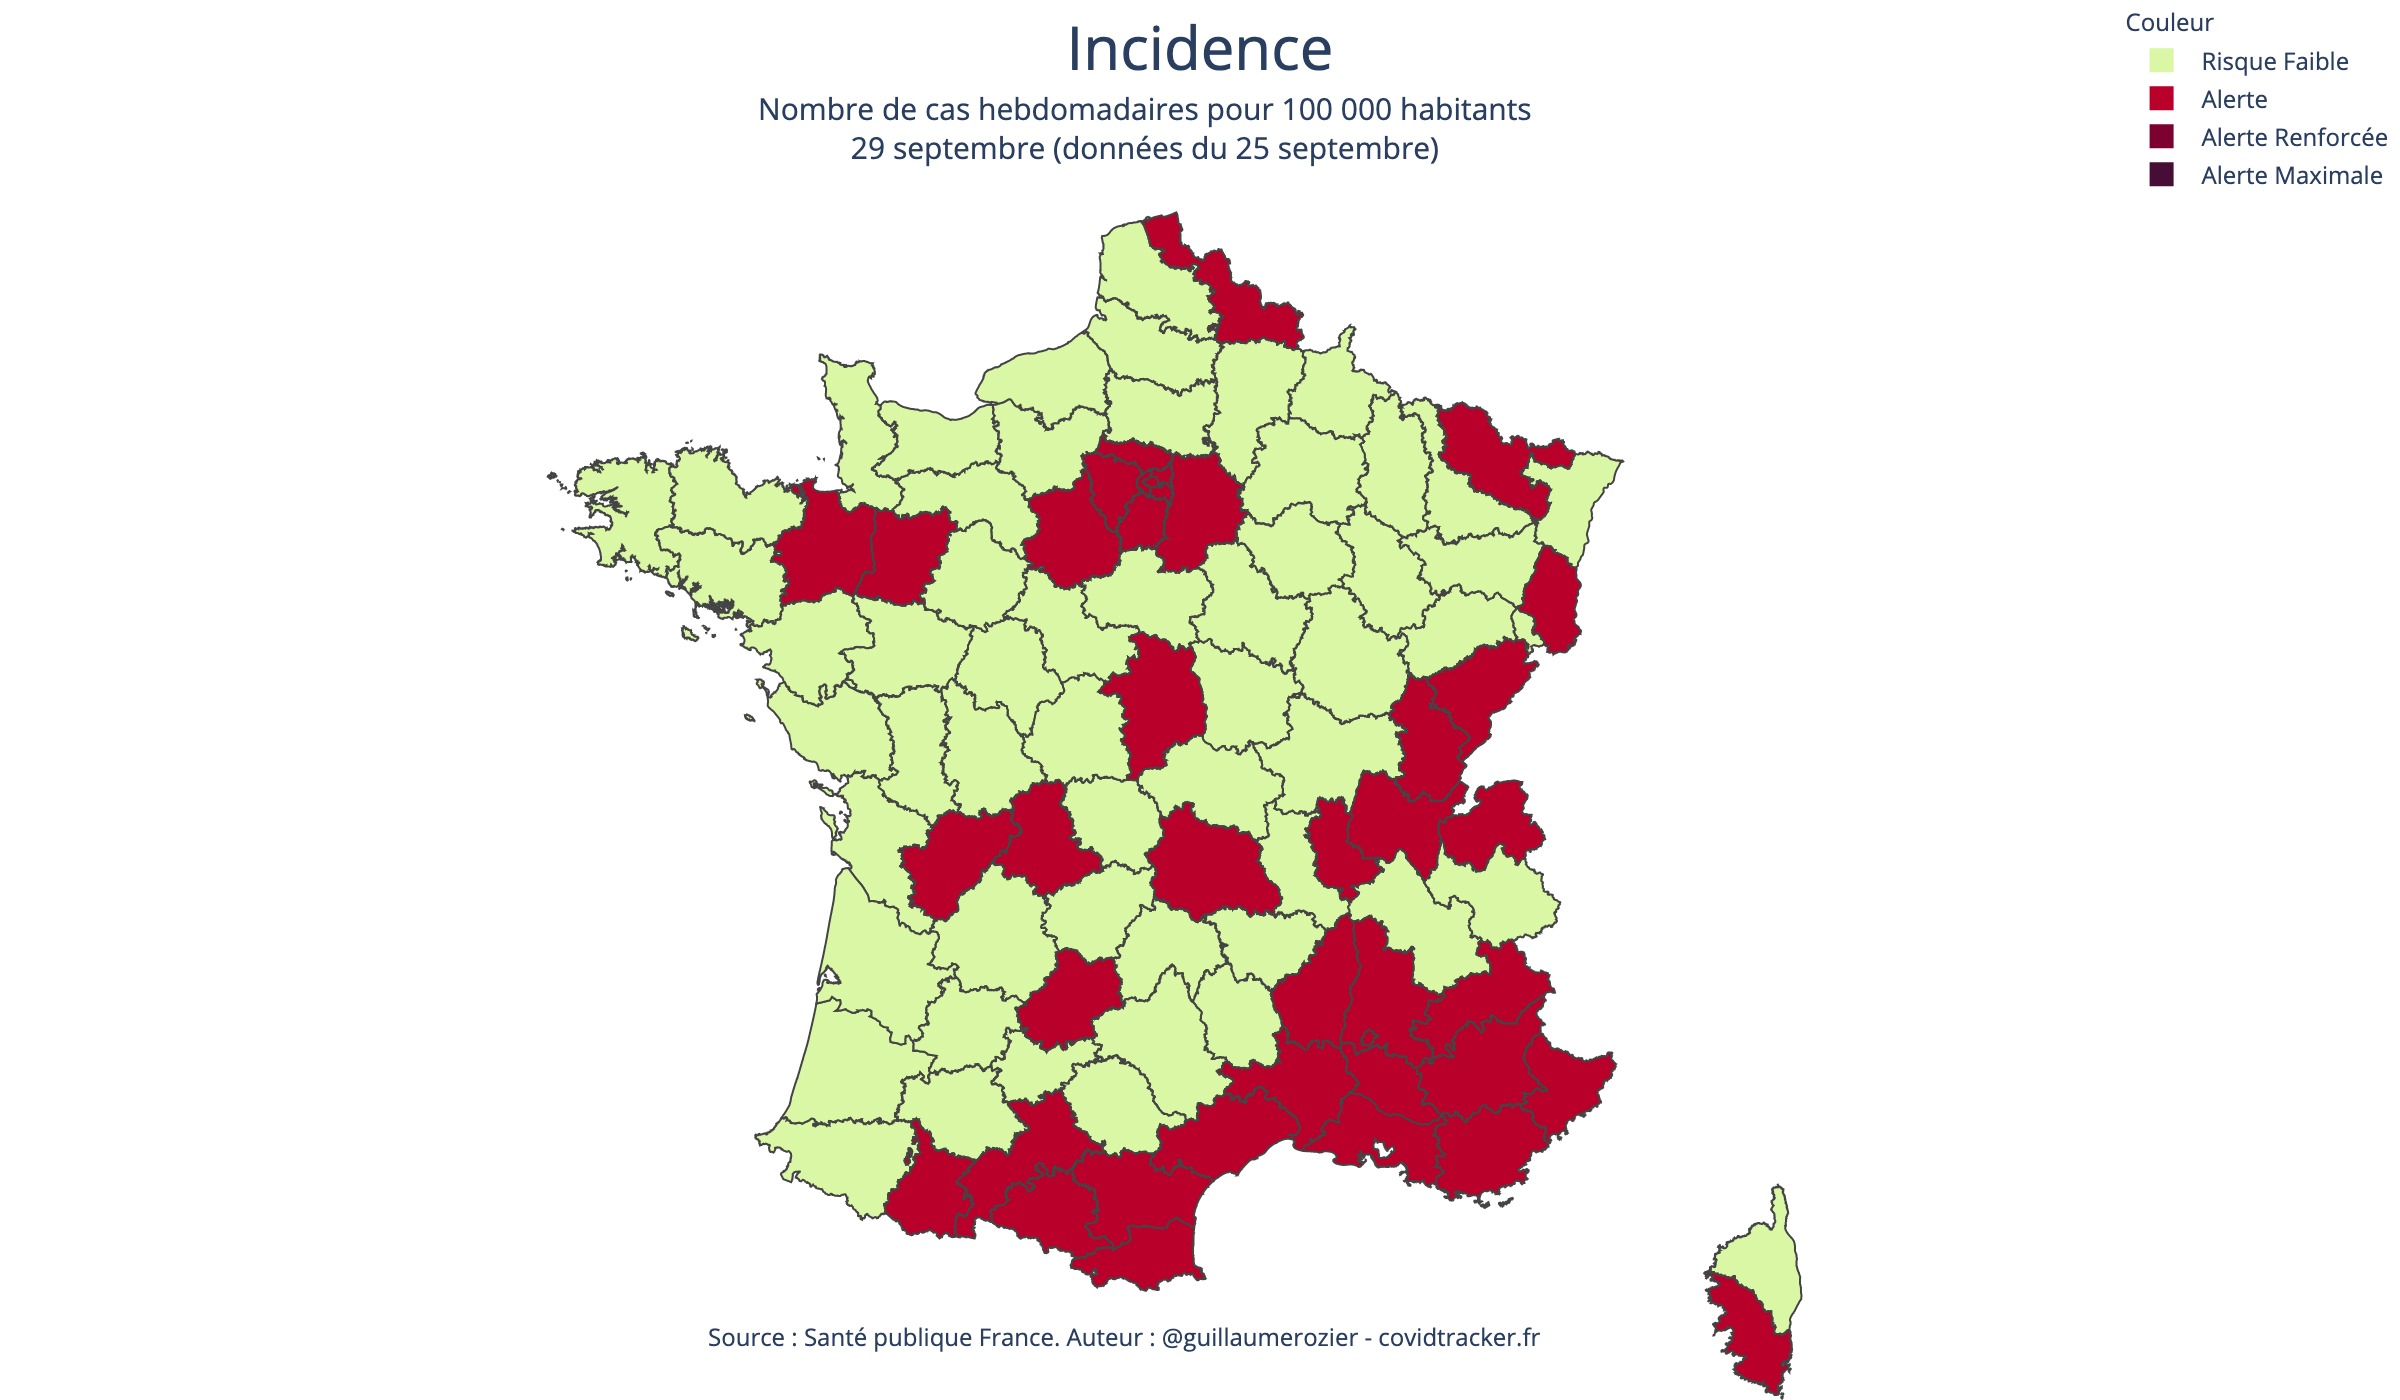 Incidence
Nombre de cas hebdomadaires pour 100 000 habitants
29 septembre (données du 25 septembre)
Couleur
Risque Faible
Alerte
Alerte Renforcée
Alerte Maximale
Source : Santé publique France. Auteur : @guillaumerozier - covidtracker.fr